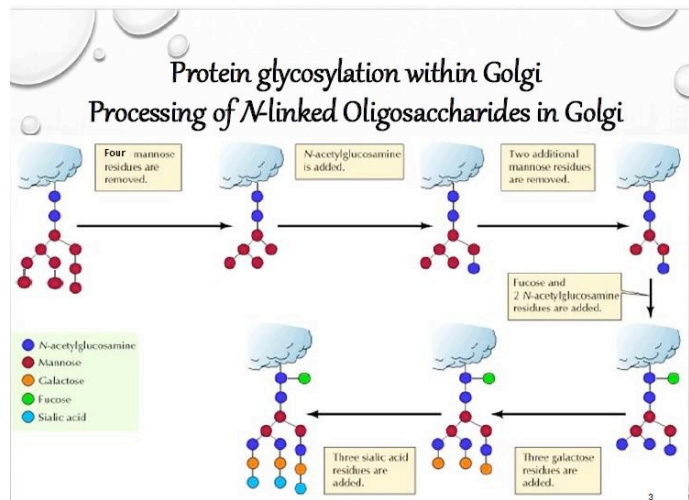 Protein glycosylation within Golgi
Processing of N-linked Oligosaccharides in Golgi
Four mannose
residues are
removed.
N-acetylglucosamine
is added.
Two additional
mannose residues
are removed.
Fucose and
2 N-acetylglucosamine
residues are added.
N-acetylglucosamine
Mannose
Galactose
Fucose
Sialic acid
Three sialic acid
residues are
added.
Three galactose
residues are
added.
3